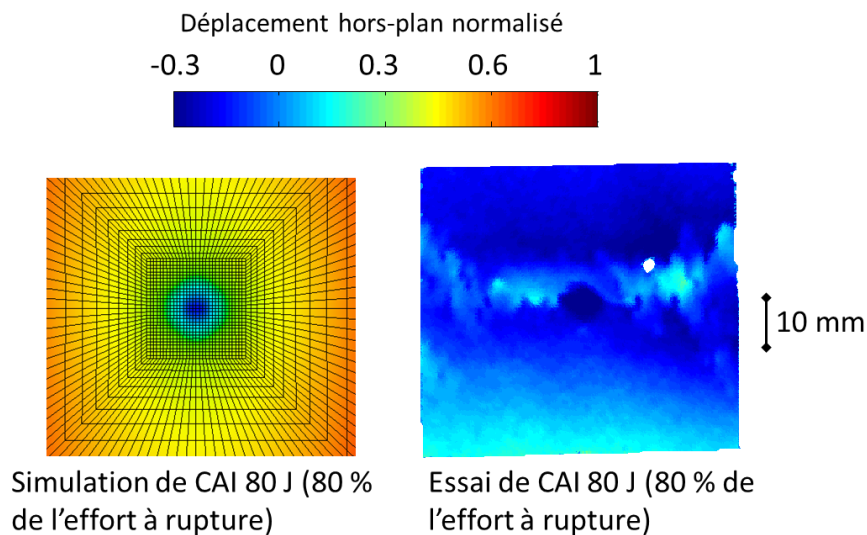 Déplacement hors-plan normalisé
-0.3 0 0.3 0.6 1
10 mm
Simulation de CAI 80 J (80 %
de l'effort à rupture)
Essai de CAI 80 J (80 % de
l'effort à rupture)